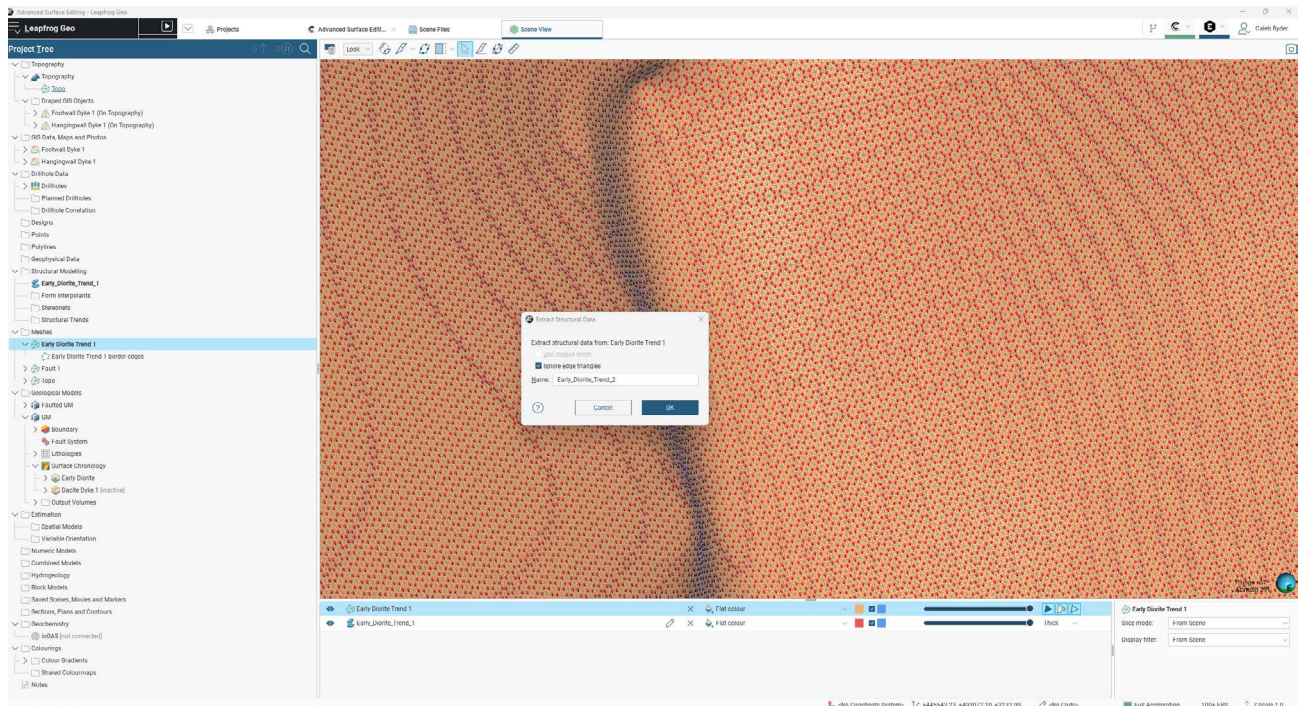 Advanced Surface Editing - Leapfrog Geo
Leapfrog Geo
Projects
Advanced Surface Editi...
Scene Files
Scene View
Caleb Ryder
Project Tree
Look
Topography
Topography
Topo
Draped GIS Objects
Footwall Dyke 1 (On Topography)
Hangingwall Dyke 1 (On Topography)
GIS Data, Maps and Photos
Footwall Dyke 1
Hangingwall Dyke 1
Drillhole Data
Drillholes
Planned Drillholes
Drillhole Correlation
Designs
Points
Polylines
Geophysical Data
Structural Modelling
Early_Diorite_Trend_1
Form Interpolants
Stereonets
Structural Trends
Meshes
Early Diorite Trend 1
Early Diorite Trend 1 border edges
Fault 1
Topo
Geological Models
Faulted GM
GM
Boundary
Fault System
Lithologies
Surface Chronology
Early Diorite
Dacite Dyke 1 [inactive]
Output Volumes
Estimation
Spatial Models
Variable Orientation
Numeric Models
Combined Models
Hydrogeology
Block Models
Saved Scenes, Movies and Markers
Sections, Plans and Contours
Geochemistry
ioGAS [not connected]
Colourings
Colour Gradients
Shared Colourmaps
Notes
Extract Structural Data
Extract structural data from: Early Diorite Trend 1
Use clipped mesh
Ignore edge triangles
Name: Early_Diorite_Trend_2
Cancel
OK
Early Diorite Trend 1
Flat colour
Early_Diorite_Trend_1
Flat colour
Thick
Early Diorite Trend 1
Slice mode: From Scene
Display filter: From Scene
<No Coordinate System>
<No Code>
Full Acceleration
100+ FPS
Z-Scale 1.0